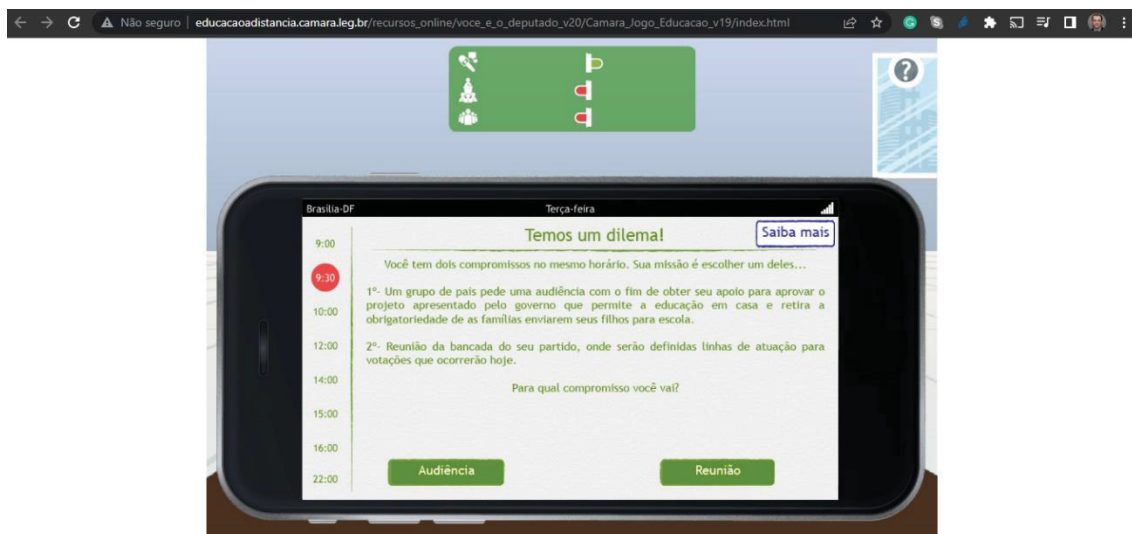 Não seguro
educacaoadistancia.camara.leg.br/recursos_online/voce_e_o_deputado_v20/Camara_Jogo_Educacao_v19/index.html
?
Brasília-DF
Terça-feira
Temos um dilema!
Saiba mais
9:00
9:30
10:00
12:00
14:00
15:00
16:00
22:00
Você tem dois compromissos no mesmo horário. Sua missão é escolher um deles...
1º- Um grupo de pais pede uma audiência com o fim de obter seu apoio para aprovar o
projeto apresentado pelo governo que permite a educação em casa e retira a
obrigatoriedade de as famílias enviarem seus filhos para escola.
2º- Reunião da bancada do seu partido, onde serão definidas linhas de atuação para
votações que ocorrerão hoje.
Para qual compromisso você vai?
Audiência
Reunião